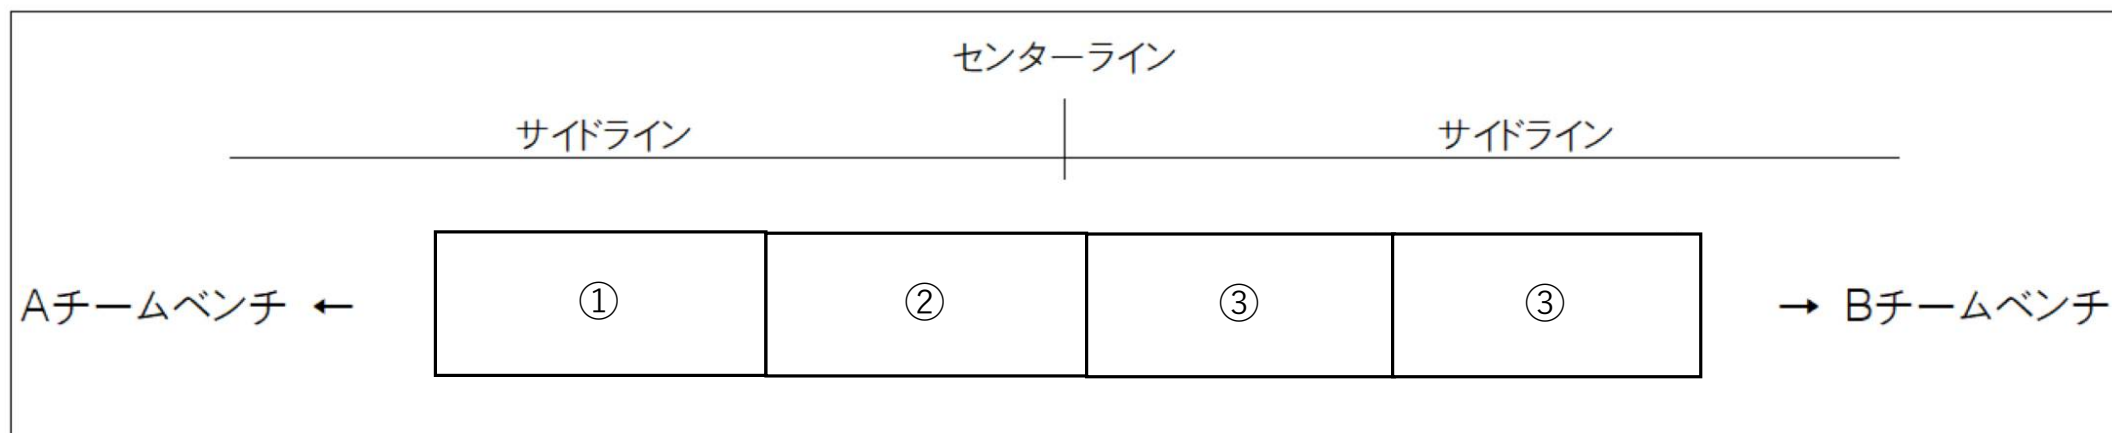 センターライン
サイドライン サイドライン
Aチームベンチ ← ① ② ③ ③ → Bチームベンチ